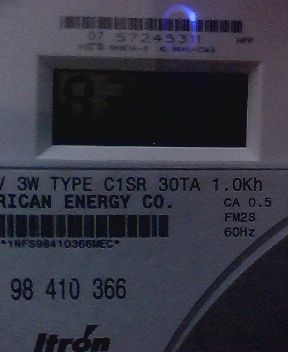 07 57245311
V 3W TYPE C1SR 30TA 1.0Kh
RICAN ENERGY CO. CA 0.5
FM2S
60Hz
*1NFS98410366MEC*
98 410 366
Itron